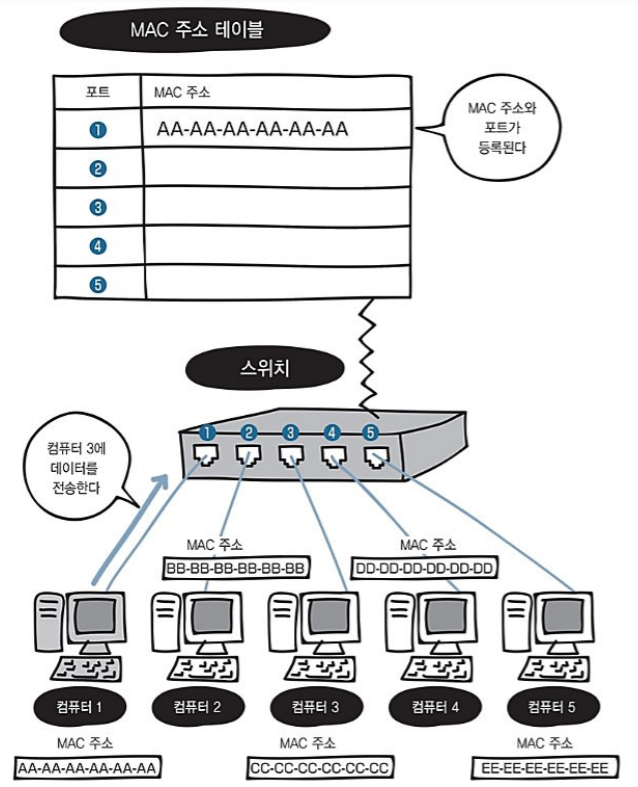 MAC 주소 테이블
포트
MAC 주소
1
AA-AA-AA-AA-AA-AA
2
3
4
5
MAC 주소와
포트가
등록된다
스위치
1 2 3 4 5
컴퓨터 3에
데이터를
전송한다
MAC 주소
BB-BB-BB-BB-BB-BB
MAC 주소
DD-DD-DD-DD-DD-DD
컴퓨터 1
컴퓨터 2
컴퓨터 3
컴퓨터 4
컴퓨터 5
MAC 주소
AA-AA-AA-AA-AA-AA
MAC 주소
CC-CC-CC-CC-CC-CC
MAC 주소
EE-EE-EE-EE-EE-EE